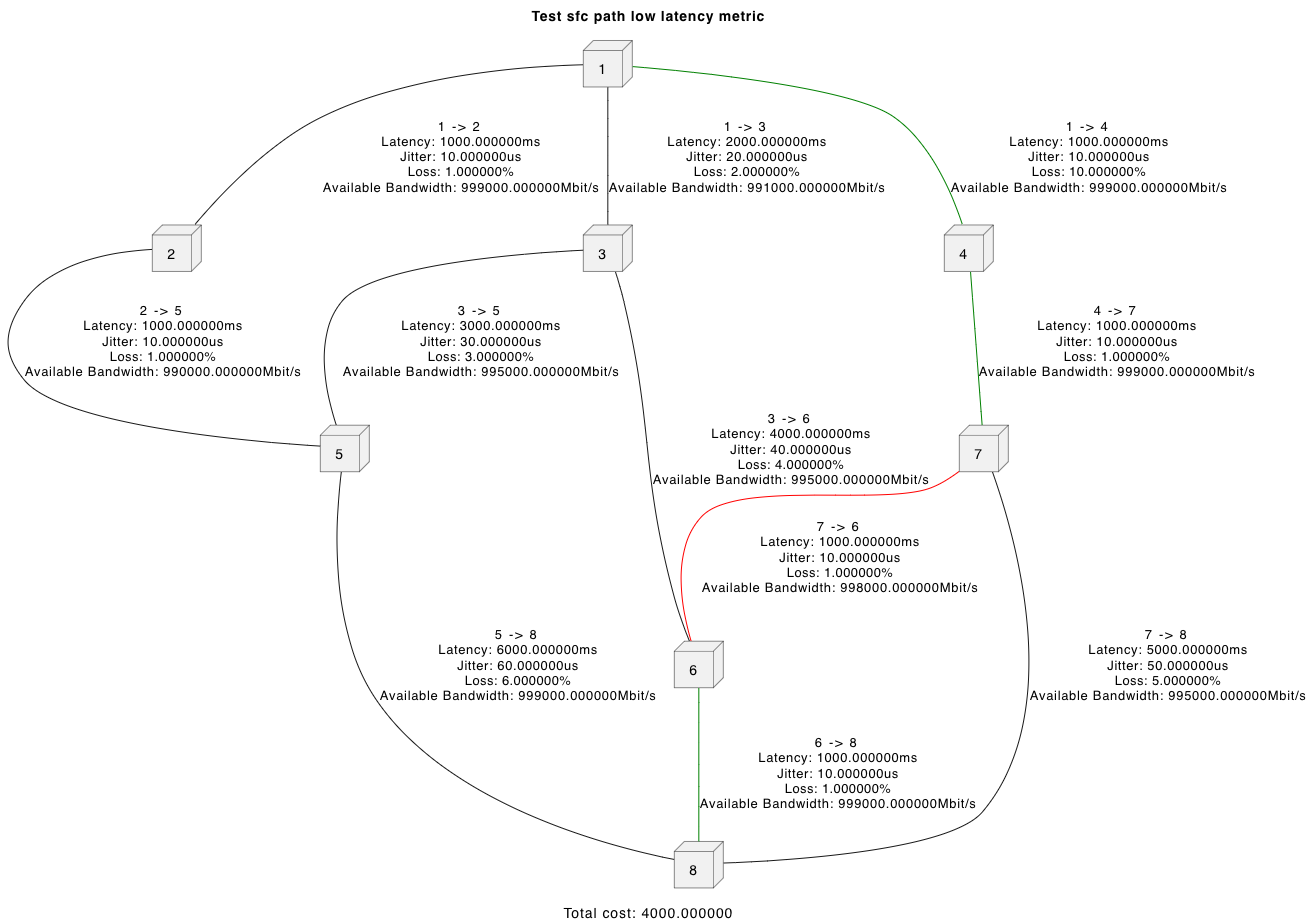 Test sfc path low latency metric
1
1 -> 2
Latency: 1000.000000ms
Jitter: 10.000000us
Loss: 1.000000%
Available Bandwidth: 999000.000000Mbit/s
1 -> 3
Latency: 2000.000000ms
Jitter: 20.000000us
Loss: 2.000000%
Available Bandwidth: 991000.000000Mbit/s
1 -> 4
Latency: 1000.000000ms
Jitter: 10.000000us
Loss: 10.000000%
Available Bandwidth: 999000.000000Mbit/s
2
3
4
2 -> 5
Latency: 1000.000000ms
Jitter: 10.000000us
Loss: 1.000000%
Available Bandwidth: 990000.000000Mbit/s
3 -> 5
Latency: 3000.000000ms
Jitter: 30.000000us
Loss: 3.000000%
Available Bandwidth: 995000.000000Mbit/s
4 -> 7
Latency: 1000.000000ms
Jitter: 10.000000us
Loss: 1.000000%
Available Bandwidth: 999000.000000Mbit/s
3 -> 6
Latency: 4000.000000ms
Jitter: 40.000000us
Loss: 4.000000%
Available Bandwidth: 995000.000000Mbit/s
5
7
7 -> 6
Latency: 1000.000000ms
Jitter: 10.000000us
Loss: 1.000000%
Available Bandwidth: 998000.000000Mbit/s
5 -> 8
Latency: 6000.000000ms
Jitter: 60.000000us
Loss: 6.000000%
Available Bandwidth: 999000.000000Mbit/s
6
7 -> 8
Latency: 5000.000000ms
Jitter: 50.000000us
Loss: 5.000000%
Available Bandwidth: 995000.000000Mbit/s
6 -> 8
Latency: 1000.000000ms
Jitter: 10.000000us
Loss: 1.000000%
Available Bandwidth: 999000.000000Mbit/s
8
Total cost: 4000.000000